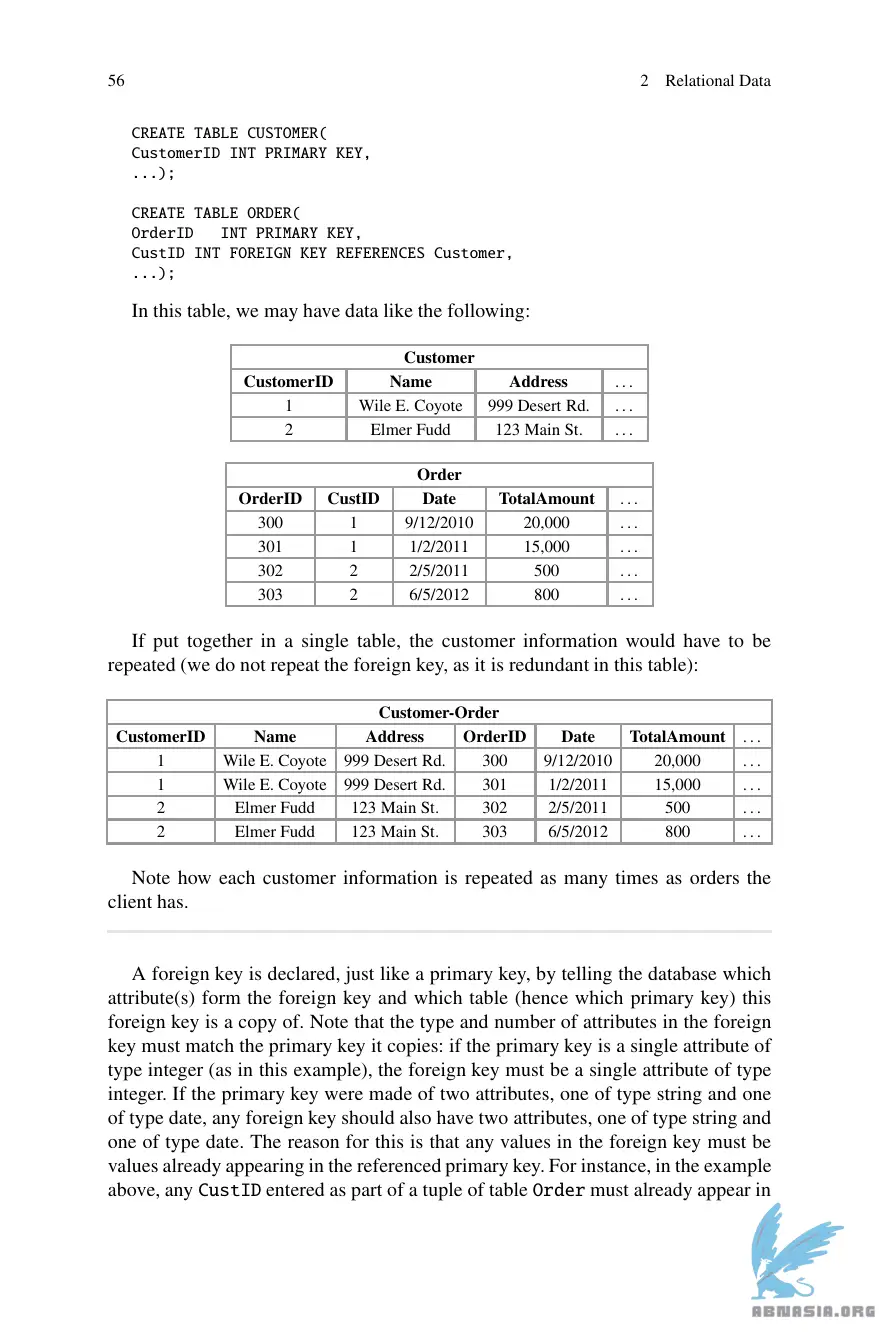 56 2 Relational Data
CREATE TABLE CUSTOMER(
CustomerID INT PRIMARY KEY,
...);
CREATE TABLE ORDER(
OrderID INT PRIMARY KEY,
CustID INT FOREIGN KEY REFERENCES Customer,
...);
In this table, we may have data like the following:
Customer
CustomerID Name Address ...
1 Wile E. Coyote 999 Desert Rd. ...
2 Elmer Fudd 123 Main St. ...
Order
OrderID CustID Date TotalAmount ...
300 1 9/12/2010 20,000 ...
301 1 1/2/2011 15,000 ...
302 2 2/5/2011 500 ...
303 2 6/5/2012 800 ...
If put together in a single table, the customer information would have to be
repeated (we do not repeat the foreign key, as it is redundant in this table):
Customer-Order
CustomerID Name Address OrderID Date TotalAmount ...
1 Wile E. Coyote 999 Desert Rd. 300 9/12/2010 20,000 ...
1 Wile E. Coyote 999 Desert Rd. 301 1/2/2011 15,000 ...
2 Elmer Fudd 123 Main St. 302 2/5/2011 500 ...
2 Elmer Fudd 123 Main St. 303 6/5/2012 800 ...
Note how each customer information is repeated as many times as orders the
client has.
A foreign key is declared, just like a primary key, by telling the database which
attribute(s) form the foreign key and which table (hence which primary key) this
foreign key is a copy of. Note that the type and number of attributes in the foreign
key must match the primary key it copies: if the primary key is a single attribute of
type integer (as in this example), the foreign key must be a single attribute of type
integer. If the primary key were made of two attributes, one of type string and one
of type date, any foreign key should also have two attributes, one of type string and
one of type date. The reason for this is that any values in the foreign key must be
values already appearing in the referenced primary key. For instance, in the example
above, any CustID entered as part of a tuple of table Order must already appear in
ABNASIA.ORG